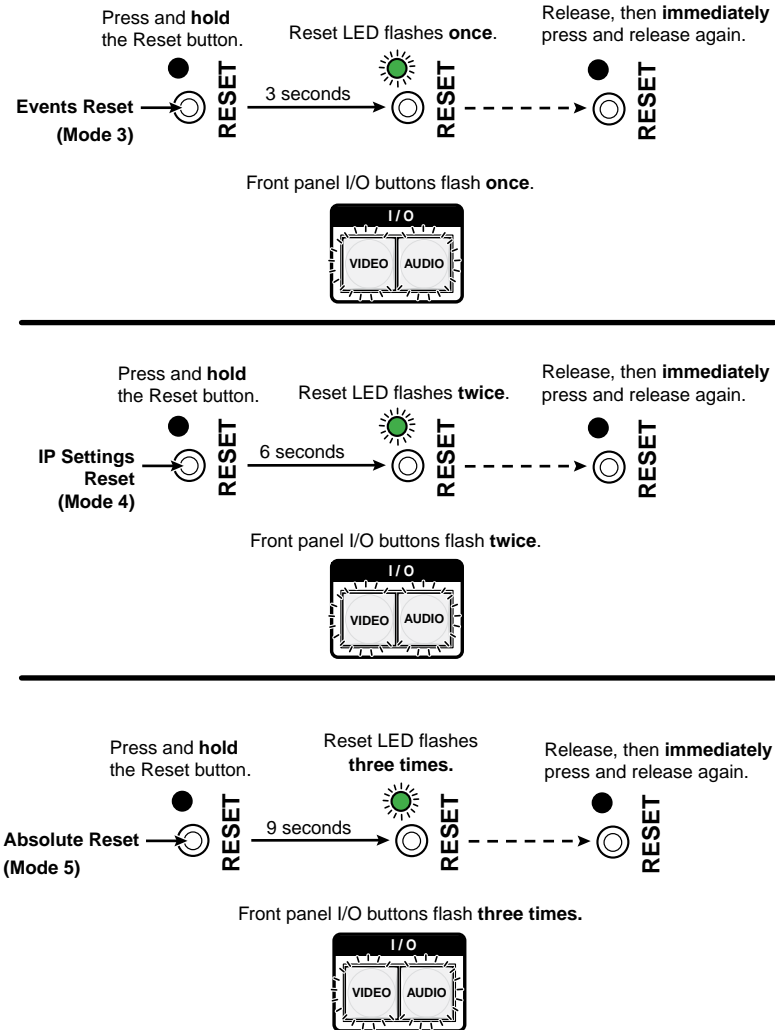 Press and hold
the Reset button.
Reset LED flashes once.
Release, then immediately
press and release again.
Events Reset
(Mode 3)
RESET
3 seconds
RESET
RESET
Front panel I/O buttons flash once.
I/O
VIDEO
AUDIO
Press and hold
the Reset button.
Reset LED flashes twice.
Release, then immediately
press and release again.
IP Settings
Reset
(Mode 4)
RESET
6 seconds
RESET
RESET
Front panel I/O buttons flash twice.
I/O
VIDEO
AUDIO
Press and hold
the Reset button.
Reset LED flashes
three times.
Release, then immediately
press and release again.
Absolute Reset
(Mode 5)
RESET
9 seconds
RESET
RESET
Front panel I/O buttons flash three times.
I/O
VIDEO
AUDIO